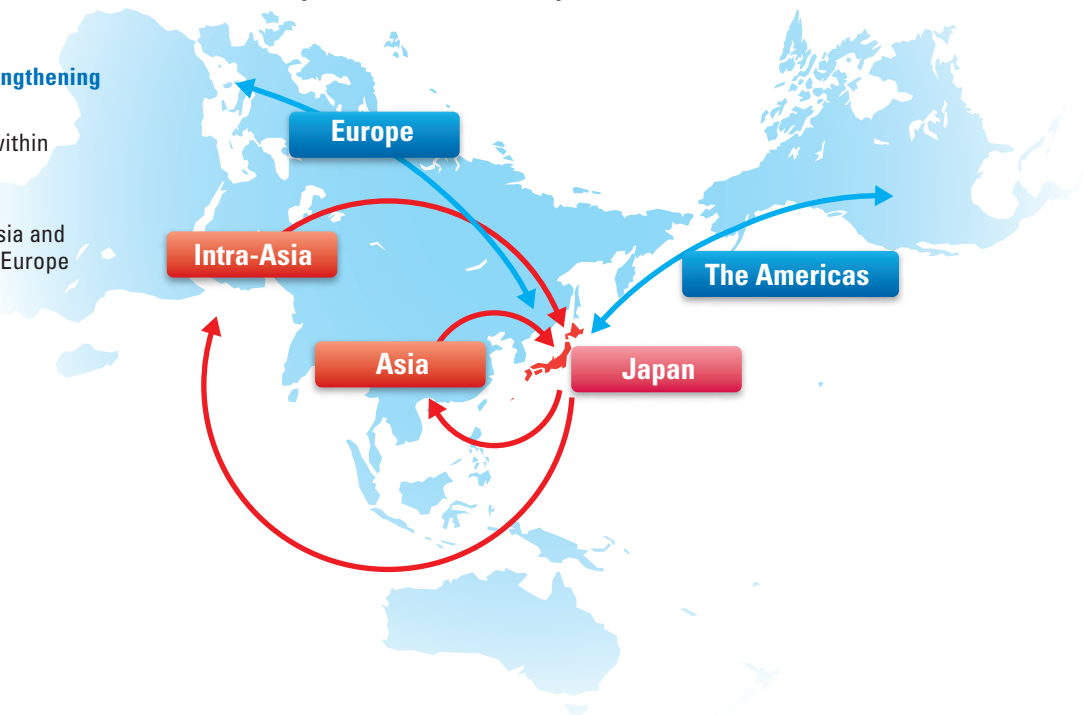 ngthening
within
sia and
Europe
Europe
Intra-Asia
The Americas
Asia
Japan